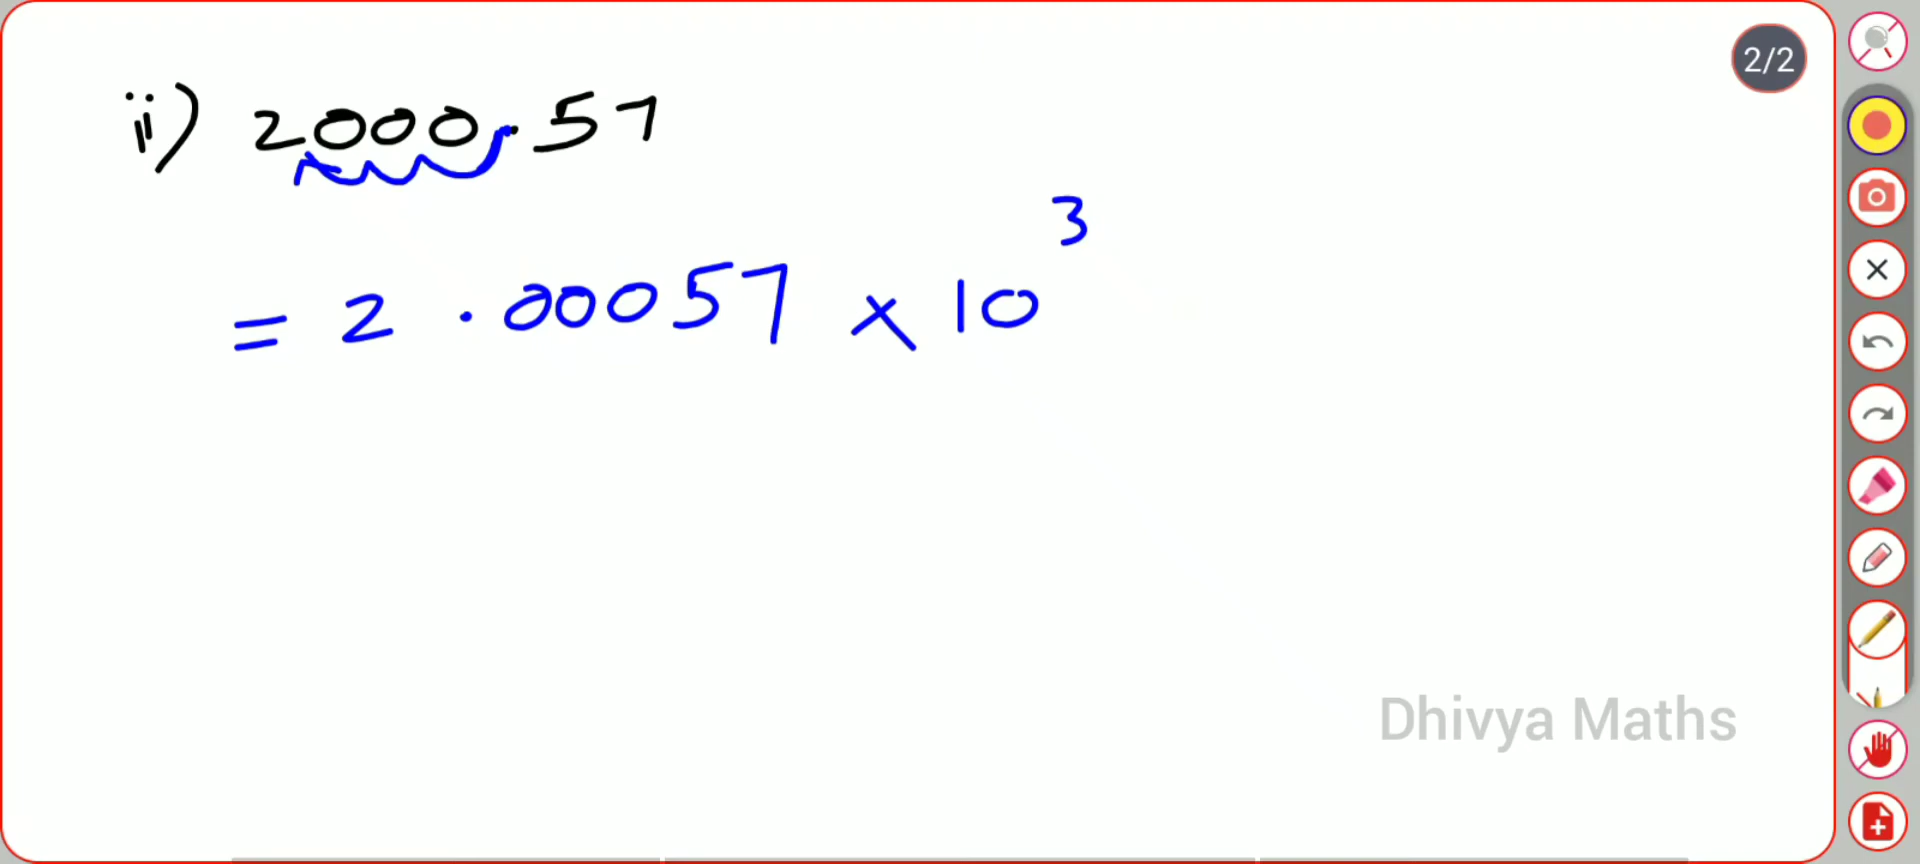 2/2
ii) 2000.57
= 2.00057 × 10³
Dhivya Maths